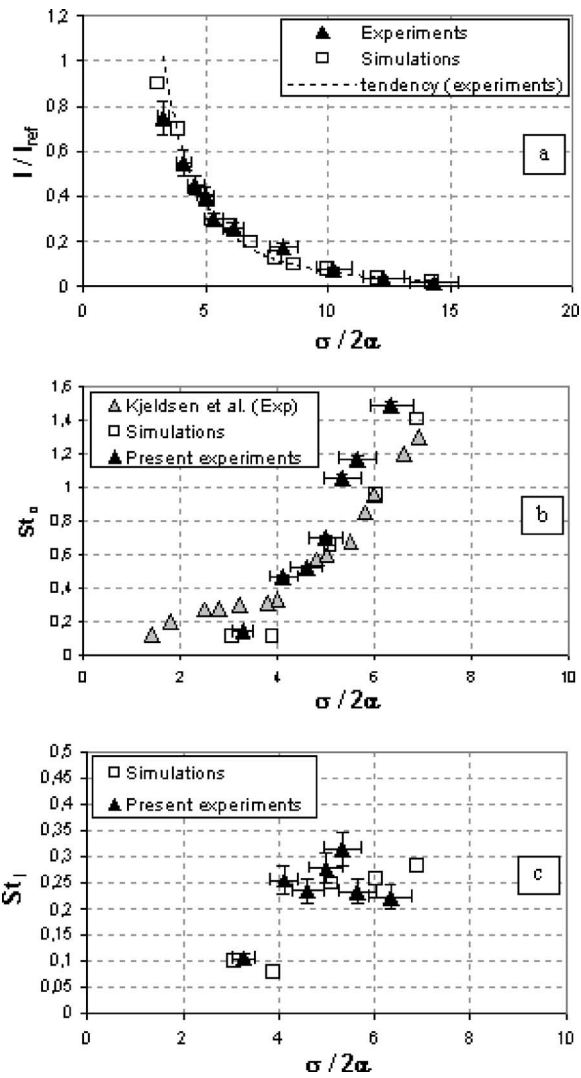 1,2
1
0,8
0,6
0,4
0,2
0
l / l_ref
Experiments
Simulations
tendency (experiments)
a
0 5 10 15 20
σ / 2α
1,6
1,4
1,2
1
0,8
0,6
0,4
0,2
0
St_c
Kjeldsen et al. (Exp)
Simulations
Present experiments
b
0 2 4 6 8 10
σ / 2α
0,5
0,45
0,4
0,35
0,3
0,25
0,2
0,15
0,1
0,05
0
St_l
Simulations
Present experiments
c
0 2 4 6 8 10
σ / 2α